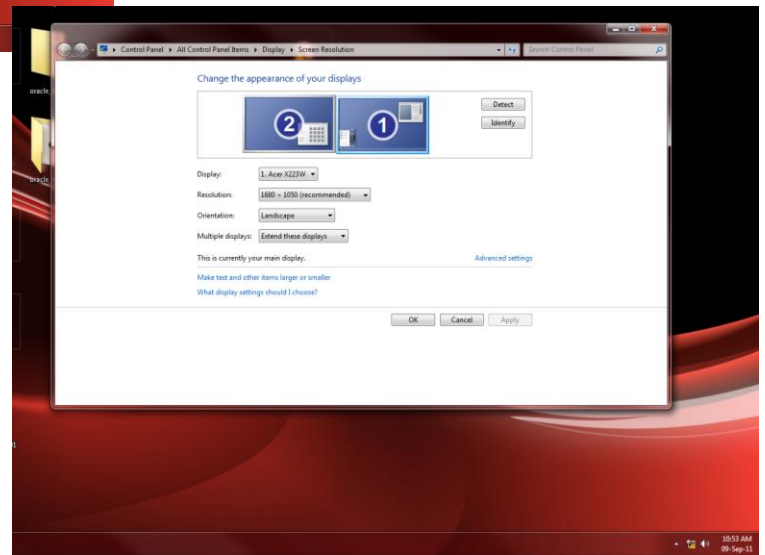 Control Panel ▸ All Control Panel Items ▸ Display ▸ Screen Resolution
Search Control Panel
Change the appearance of your displays
2
1
Detect
Identify
Display: 1. Acer X223W
Resolution: 1680 × 1050 (recommended)
Orientation: Landscape
Multiple displays: Extend these displays
This is currently your main display. Advanced settings
Make text and other items larger or smaller
What display settings should I choose?
OK Cancel Apply
oracle
oracle
10:53 AM
09-Sep-11